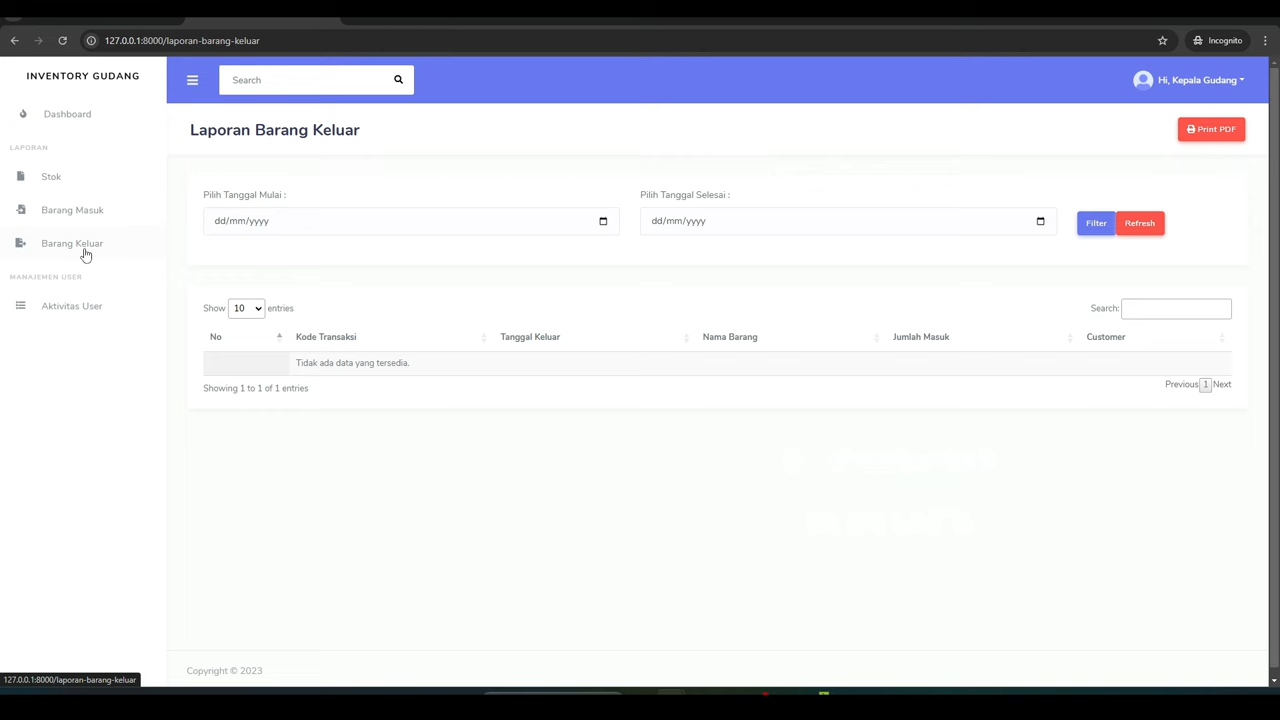 127.0.0.1:8000/laporan-barang-keluar
Incognito
INVENTORY GUDANG
Search
Hi, Kepala Gudang
Dashboard
LAPORAN
Stok
Barang Masuk
Barang Keluar
MANAJEMEN USER
Aktivitas User
Laporan Barang Keluar
Print PDF
Pilih Tanggal Mulai :
Pilih Tanggal Selesai :
dd/mm/yyyy
dd/mm/yyyy
Filter
Refresh
Show 10 entries
Search:
No Kode Transaksi Tanggal Keluar Nama Barang Jumlah Masuk Customer
Tidak ada data yang tersedia.
Showing 1 to 1 of 1 entries
Previous 1 Next
Copyright © 2023
127.0.0.1:8000/laporan-barang-keluar